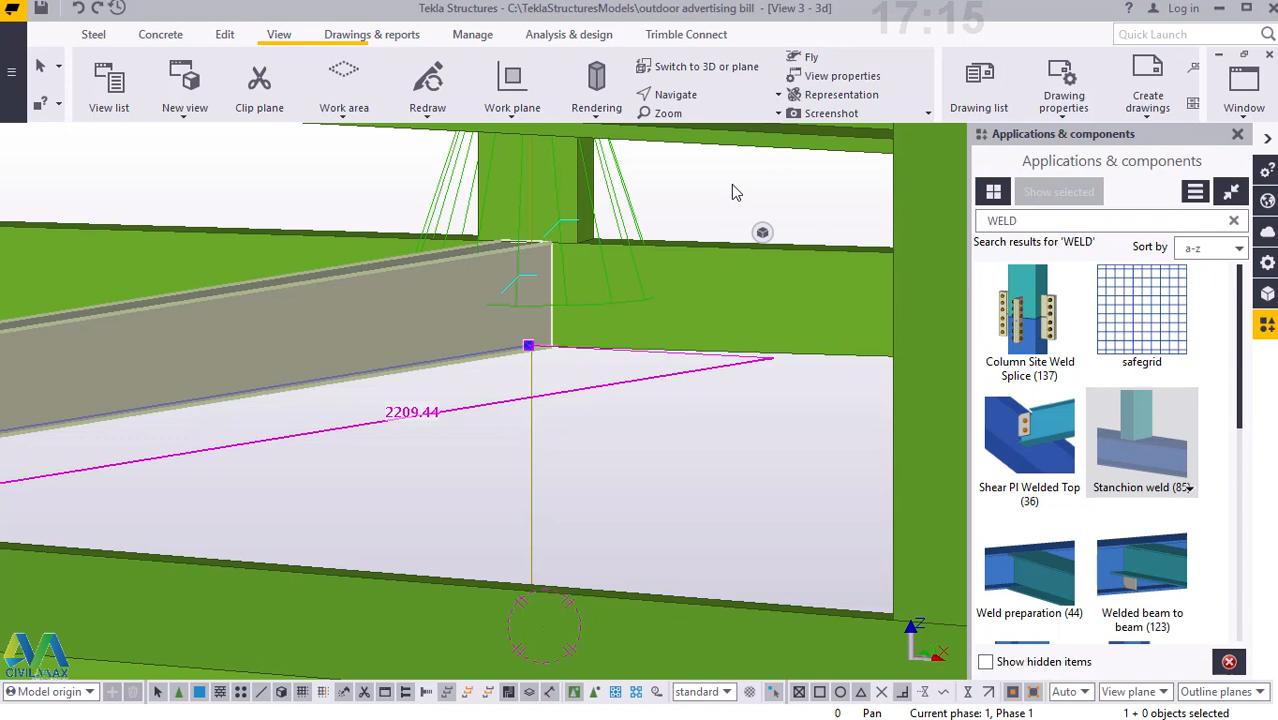 Tekla Structures - C:\TeklaStructuresModels\outdoor advertising bill - [View 3 - 3d]
17:15
Log in
Steel
Concrete
Edit
View
Drawings & reports
Manage
Analysis & design
Trimble Connect
Quick Launch
View list
New view
Clip plane
Work area
Redraw
Work plane
Rendering
Switch to 3D or plane
Navigate
Zoom
Fly
View properties
Representation
Screenshot
Drawing list
Drawing
properties
Create
drawings
Window
Applications & components
Applications & components
Show selected
WELD
Search results for 'WELD'
Sort by
a-z
Column Site Weld
Splice (137)
safegrid
Shear Pl Welded Top
(36)
Stanchion weld (85)
Weld preparation (44)
Welded beam to
beam (123)
Show hidden items
2209.44
Z
X
CIVILMAX
Model origin
standard
Auto
View plane
Outline planes
0
Pan
Current phase: 1, Phase 1
1 + 0 objects selected